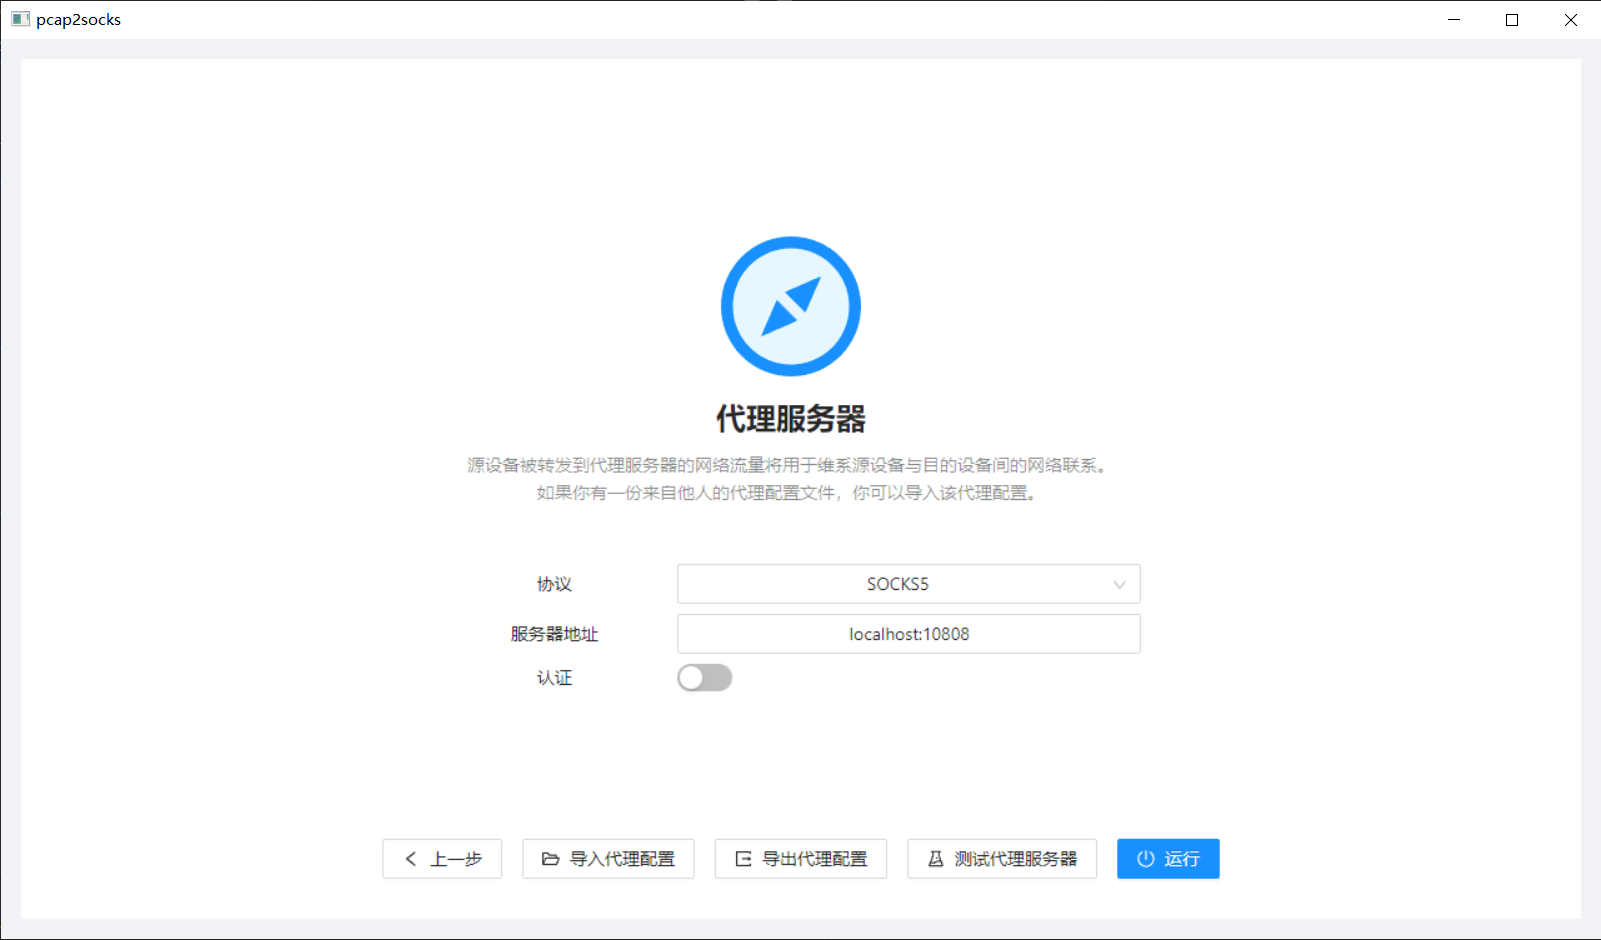 pcap2socks
代理服务器
源设备被转发到代理服务器的网络流量将用于维系源设备与目的设备间的网络联系。
如果你有一份来自他人的代理配置文件，你可以导入该代理配置。
协议
SOCKS5
服务器地址
localhost:10808
认证
上一步
导入代理配置
导出代理配置
测试代理服务器
运行